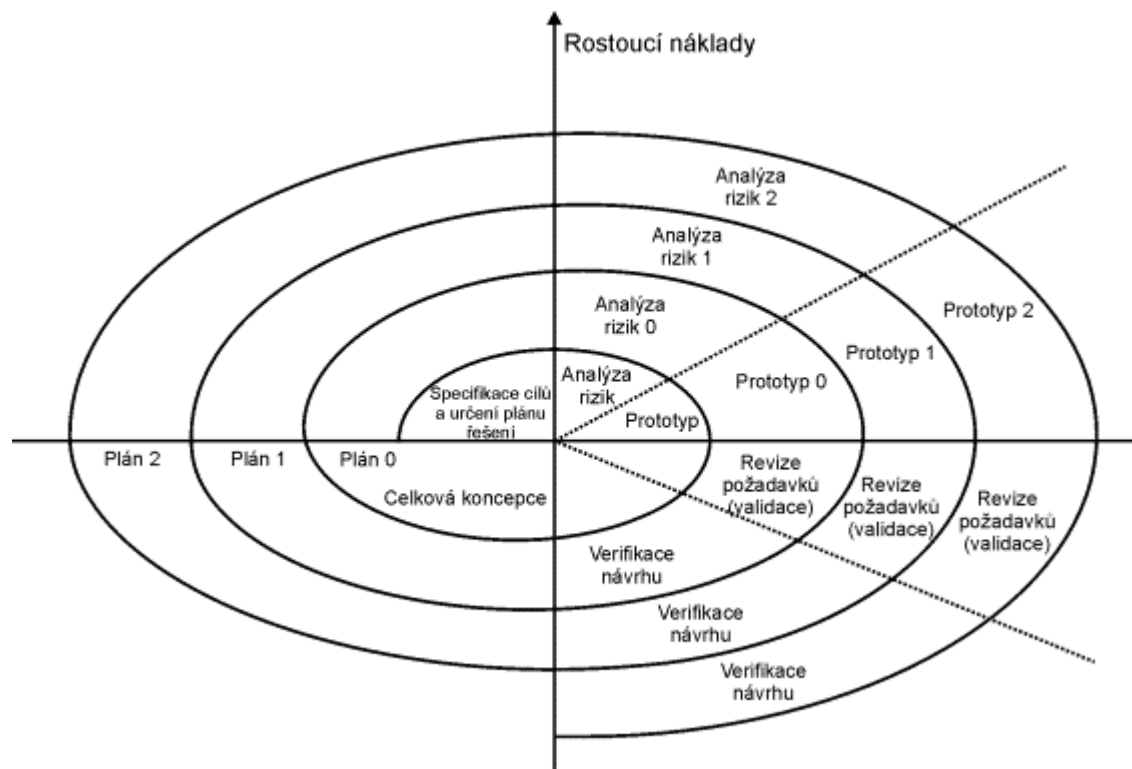 Rostoucí náklady
Analýza
rizik 2
Analýza
rizik 1
Analýza
rizik 0
Prototyp 2
Prototyp 1
Prototyp 0
Analýza
rizik
Prototyp
Specifikace cílů
a určení plánu
řešení
Plán 2
Plán 1
Plán 0
Celková koncepce
Revize
požadavků
(validace)
Revize
požadavků
(validace)
Revize
požadavků
(validace)
Verifikace
návrhu
Verifikace
návrhu
Verifikace
návrhu